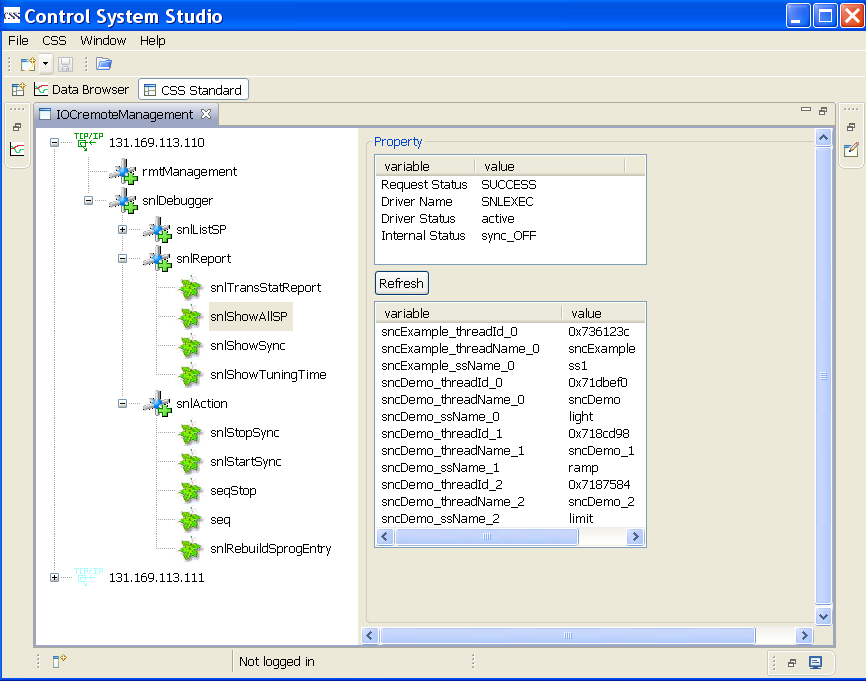 CSS Control System Studio
File CSS Window Help
Data Browser CSS Standard
IOCremoteManagement
TCP/IP 131.169.113.110
rmtManagement
snlDebugger
snlListSP
snlReport
snlTransStatReport
snlShowAllSP
snlShowSync
snlShowTuningTime
snlAction
snlStopSync
snlStartSync
seqStop
seq
snlRebuildSprogEntry
TCP/IP 131.169.113.111
Property
variable value
Request Status SUCCESS
Driver Name SNLEXEC
Driver Status active
Internal Status sync_OFF
Refresh
variable value
sncExample_threadId_0 0x736123c
sncExample_threadName_0 sncExample
sncExample_ssName_0 ss1
sncDemo_threadId_0 0x71dbef0
sncDemo_threadName_0 sncDemo
sncDemo_ssName_0 light
sncDemo_threadId_1 0x718cd98
sncDemo_threadName_1 sncDemo_1
sncDemo_ssName_1 ramp
sncDemo_threadId_2 0x7187584
sncDemo_threadName_2 sncDemo_2
sncDemo_ssName_2 limit
Not logged in